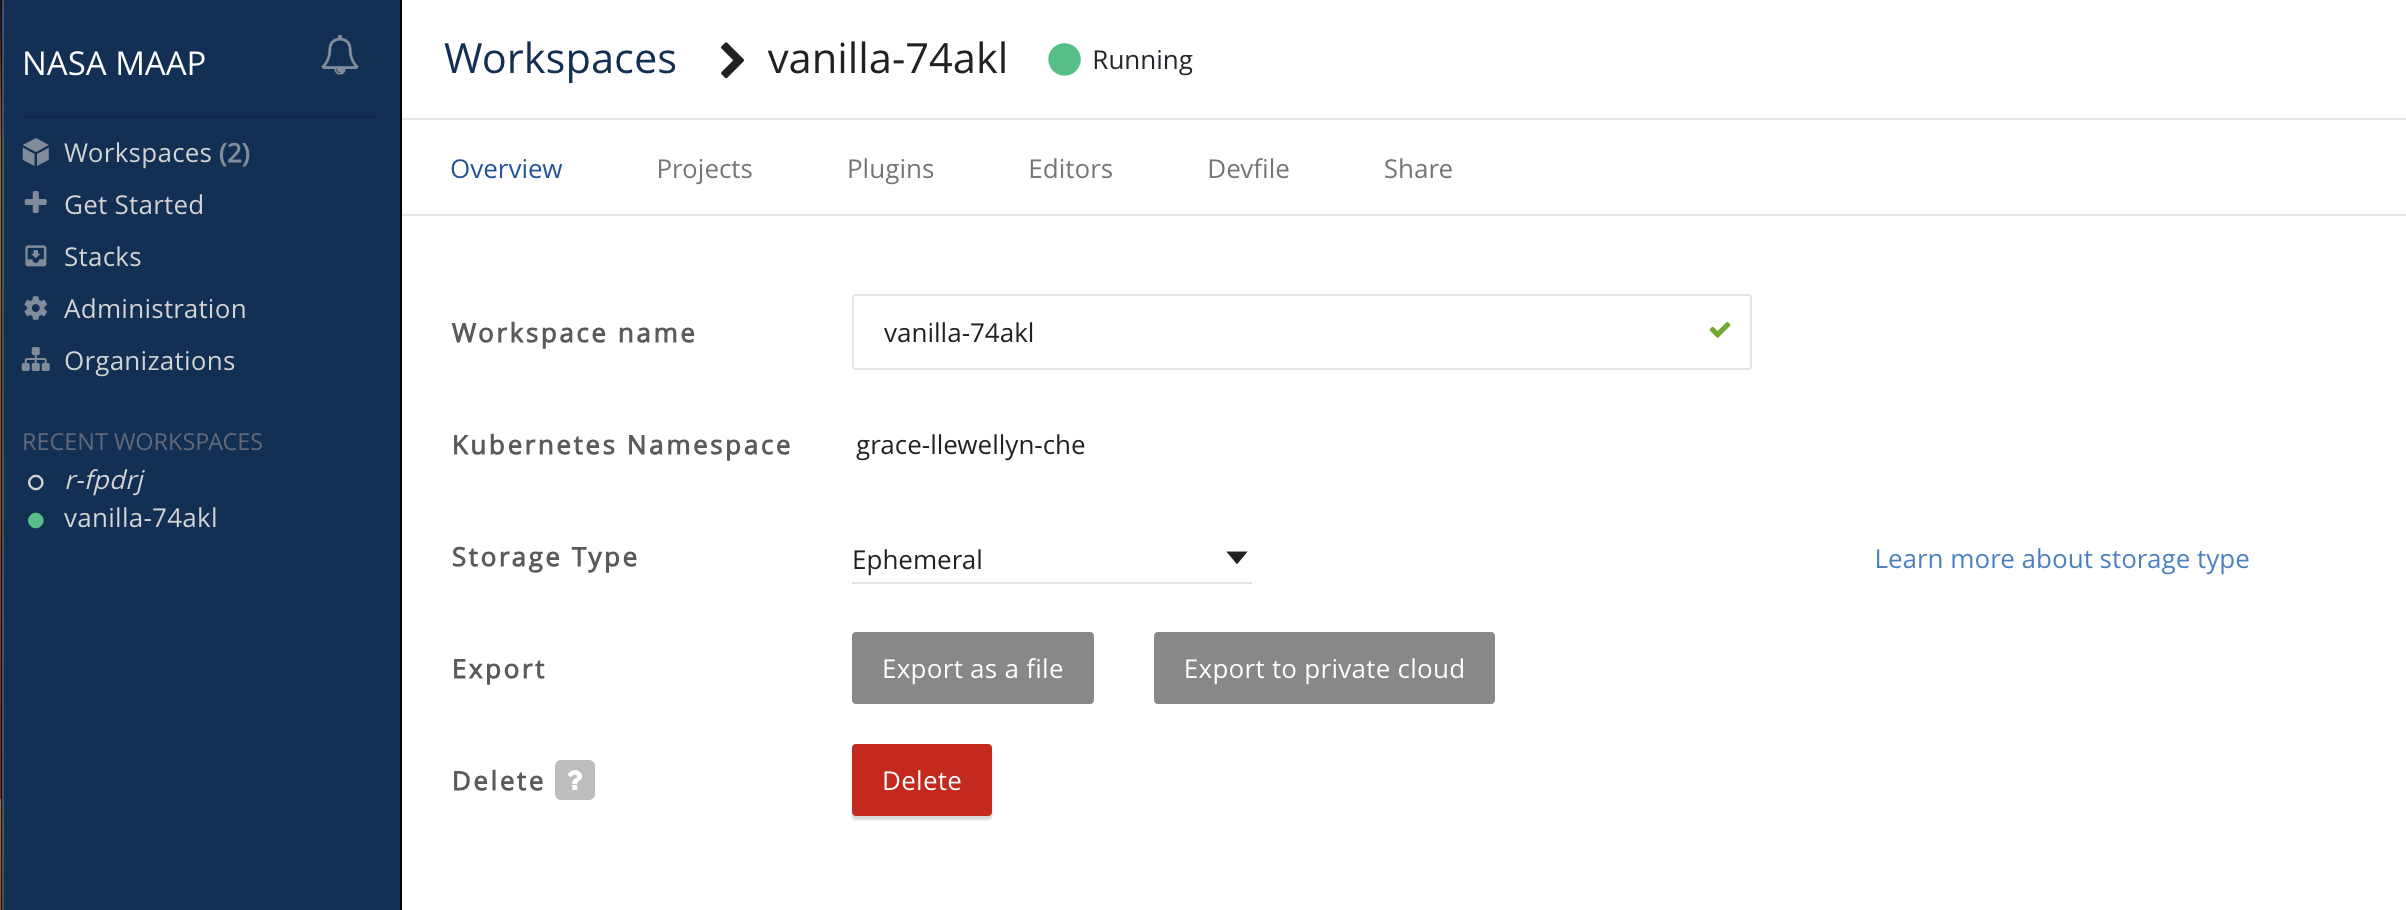 NASA MAAP
Workspaces (2)
Get Started
Stacks
Administration
Organizations
RECENT WORKSPACES
r-fpdrj
vanilla-74akl
Workspaces vanilla-74akl Running
Overview Projects Plugins Editors Devfile Share
Workspace name vanilla-74akl
Kubernetes Namespace grace-llewellyn-che
Storage Type Ephemeral Learn more about storage type
Export Export as a file Export to private cloud
Delete ? Delete